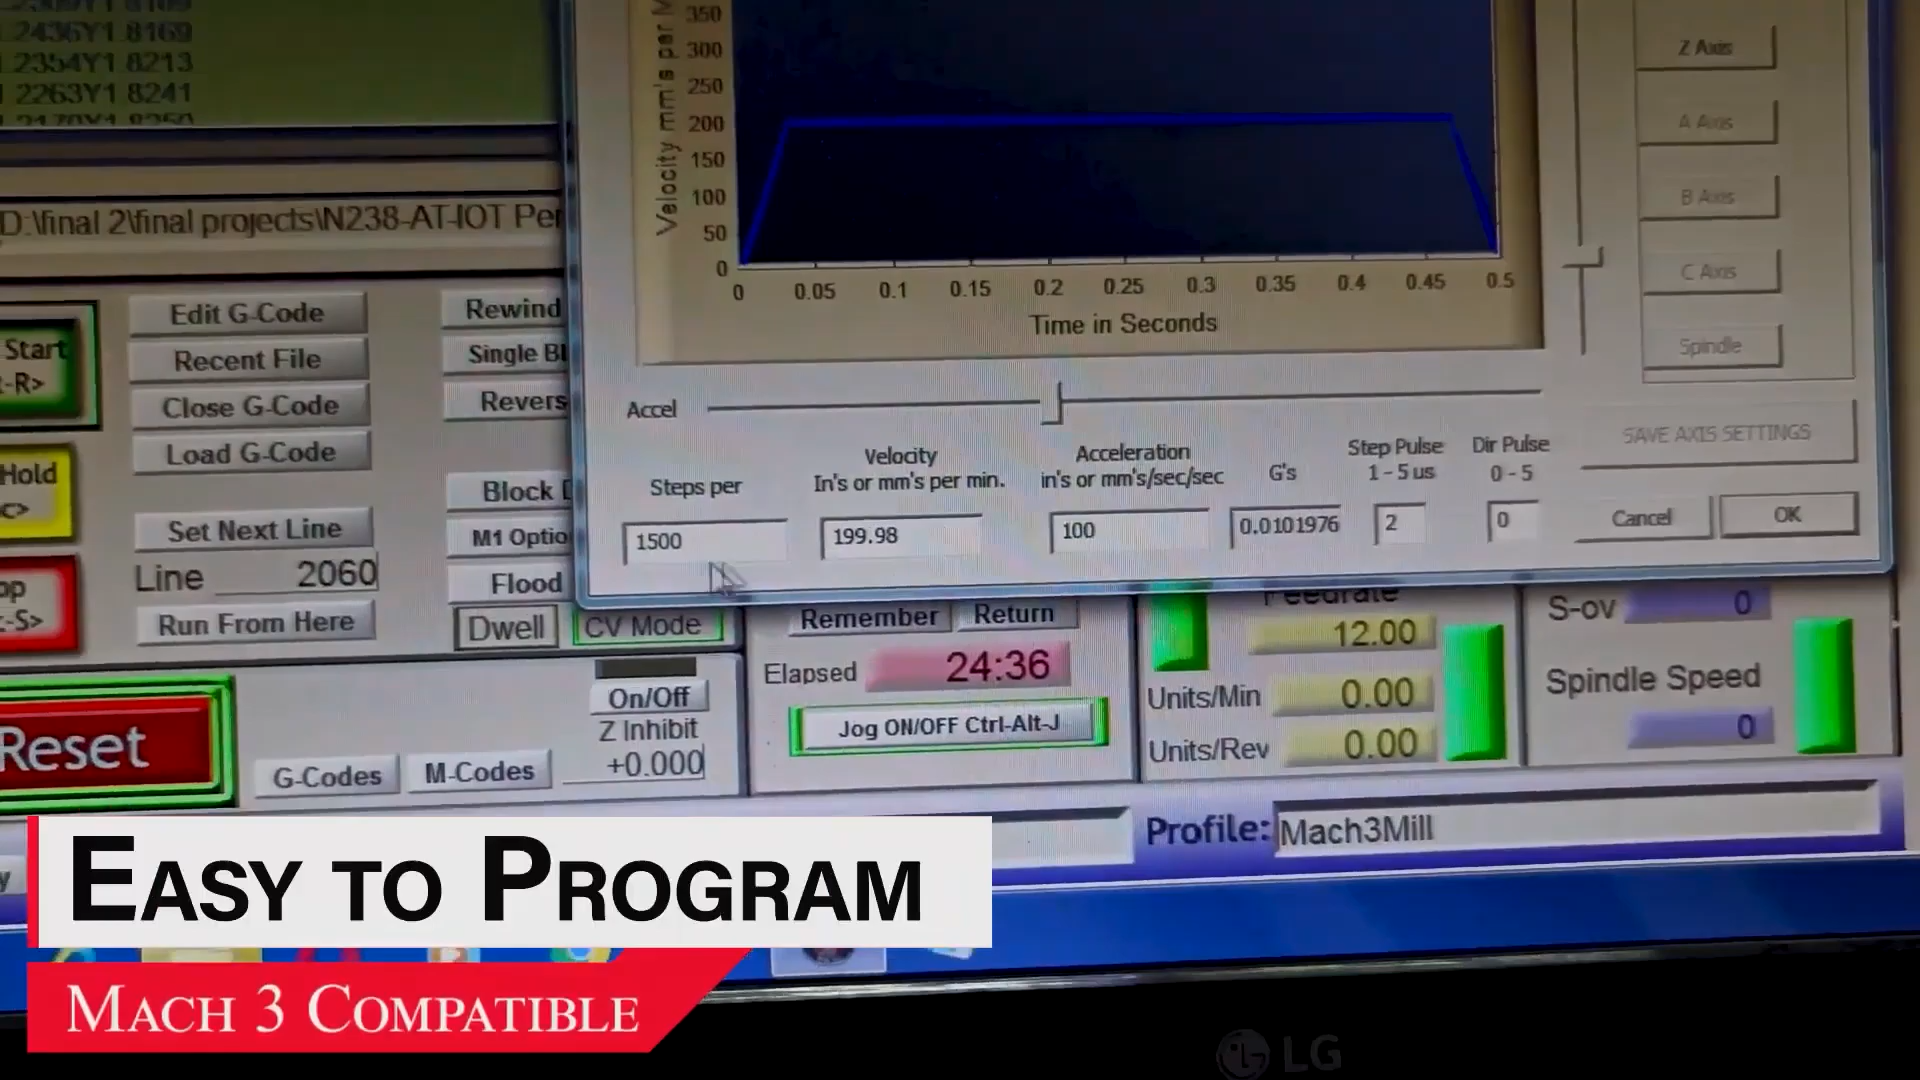 .2436Y1.8169
.2354Y1.8213
.2263Y1.8241
.2170Y1.8250
D:\final 2\final projects\N238-AT-IOT Per
Start
-R>
Hold
op
-S>
Reset
Edit G-Code
Recent File
Close G-Code
Load G-Code
Set Next Line
Line 2060
Run From Here
Rewind
Single Bl
Revers
Block D
M1 Optio
Flood
Dwell
CV Mode
On/Off
Z Inhibit
+0.000
G-Codes
M-Codes
Velocity mm's per M
350
300
250
200
150
100
50
0
0 0.05 0.1 0.15 0.2 0.25 0.3 0.35 0.4 0.45 0.5
Time in Seconds
Accel
Steps per
1500
Velocity
In's or mm's per min.
199.98
Acceleration
in's or mm's/sec/sec
100
G's
0.0101976
Step Pulse
1 - 5 us
2
Dir Pulse
0 - 5
0
Z Axis
A Axis
B Axis
C Axis
Spindle
SAVE AXIS SETTINGS
Cancel
OK
Remember
Return
Elapsed 24:36
Jog ON/OFF Ctrl-Alt-J
Feedrate
12.00
Units/Min 0.00
Units/Rev 0.00
S-ov 0
Spindle Speed
0
Profile: Mach3Mill
Easy to Program
Mach 3 Compatible
LG